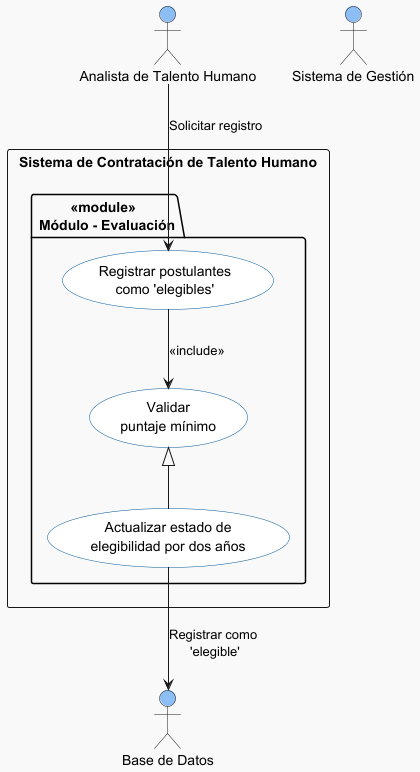 Analista de Talento Humano
Sistema de Gestión
Solicitar registro
Sistema de Contratación de Talento Humano
«module»
Módulo - Evaluación
Registrar postulantes
como 'elegibles'
«include»
Validar
puntaje mínimo
Actualizar estado de
elegibilidad por dos años
Registrar como
'elegible'
Base de Datos